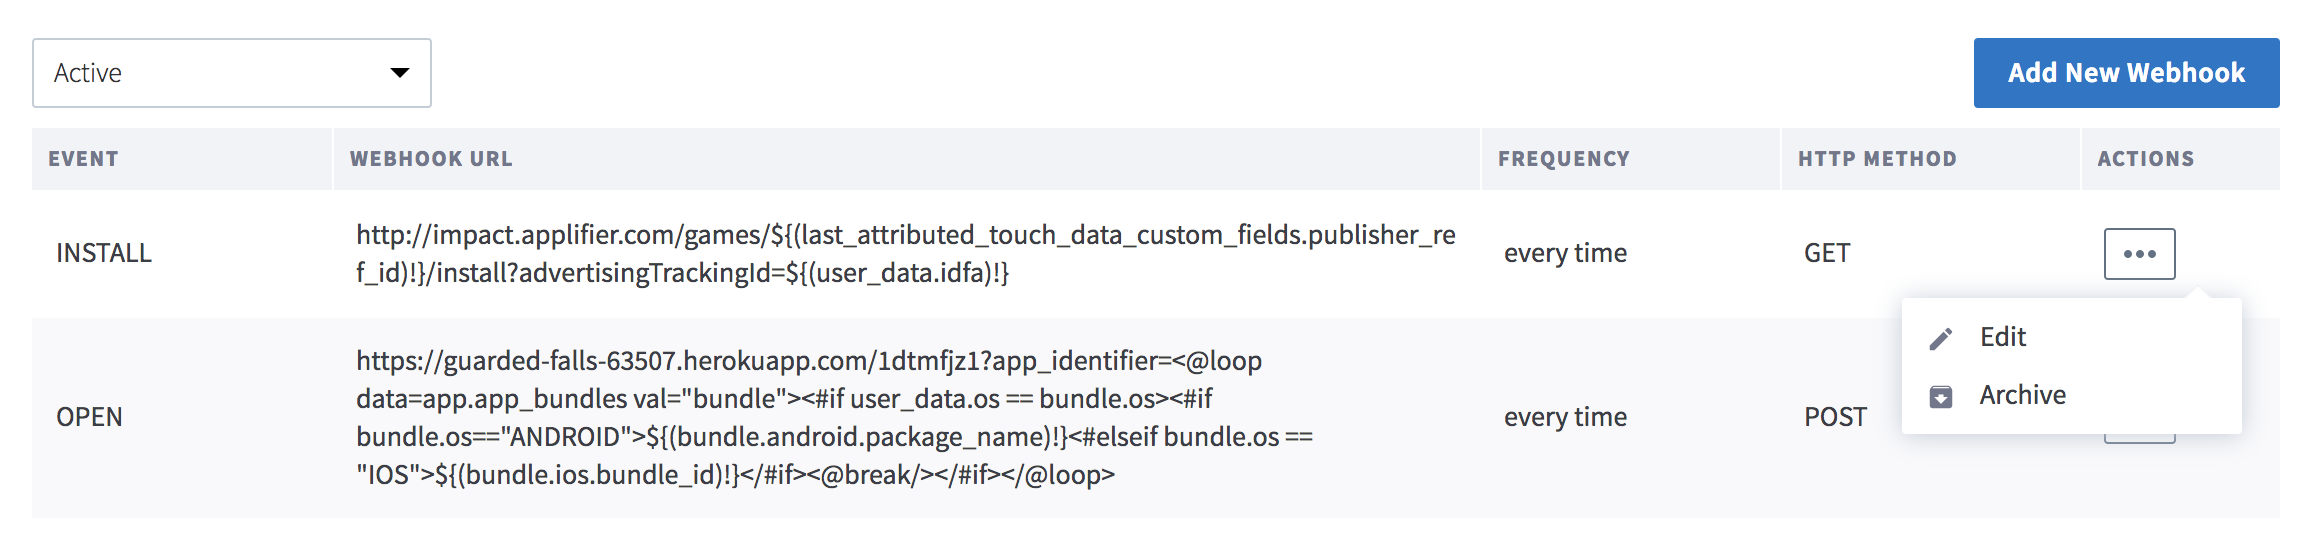 Active
Add New Webhook
EVENT WEBHOOK URL FREQUENCY HTTP METHOD ACTIONS
INSTALL
http://impact.applifier.com/games/${(last_attributed_touch_data_custom_fields.publisher_re
f_id)!}/install?advertisingTrackingId=${(user_data.idfa)!}
every time
GET
Edit
Archive
OPEN
https://guarded-falls-63507.herokuapp.com/1dtmfjz1?app_identifier=<@loop
data=app.app_bundles val="bundle"><#if user_data.os == bundle.os><#if
bundle.os=="ANDROID">${(bundle.android.package_name)!}<#elseif bundle.os ==
"IOS">${(bundle.ios.bundle_id)!}</#if><@break/></#if></@loop>
every time
POST